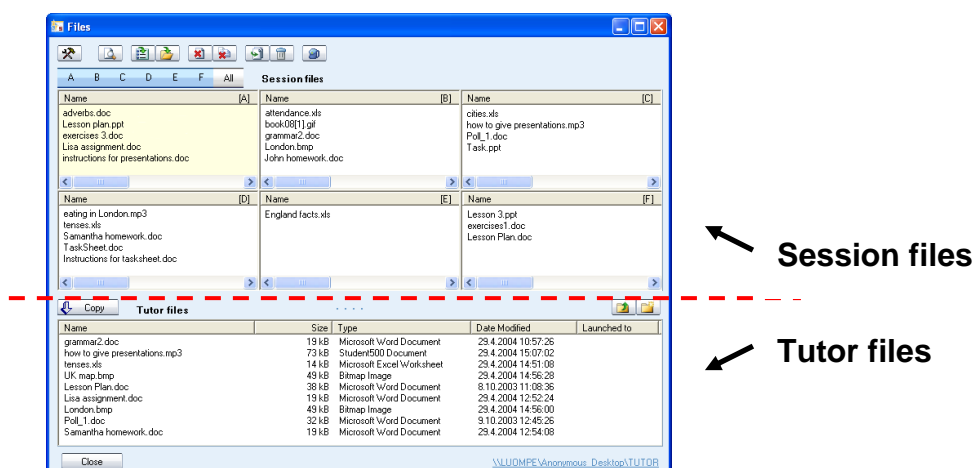 Files
A B C D E F All Session files
Name [A] Name [B] Name [C]
adverbs.doc
Lesson plan.ppt
exercises 3.doc
Lisa assignment.doc
instructions for presentations.doc
attendance.xls
book08[1].gif
grammar2.doc
London.bmp
John homework.doc
cities.xls
how to give presentations.mp3
Poll_1.doc
Task.ppt
Name [D] Name [E] Name [F]
eating in London.mp3
tenses.xls
Samantha homework.doc
TaskSheet.doc
Instructions for tasksheet.doc
England facts.xls
Lesson 3.ppt
exercises1.doc
Lesson Plan.doc
Session files
Copy Tutor files
Name Size Type Date Modified Launched to
grammar2.doc 19 kB Microsoft Word Document 29.4.2004 10:57:26
how to give presentations.mp3 73 kB Student500 Document 29.4.2004 15:07:02
tenses.xls 14 kB Microsoft Excel Worksheet 29.4.2004 14:51:08
UK map.bmp 49 kB Bitmap Image 29.4.2004 14:56:28
Lesson Plan.doc 38 kB Microsoft Word Document 8.10.2003 11:08:36
Lisa assignment.doc 19 kB Microsoft Word Document 29.4.2004 12:52:24
London.bmp 49 kB Bitmap Image 29.4.2004 14:56:00
Poll_1.doc 32 kB Microsoft Word Document 9.10.2003 12:45:26
Samantha homework.doc 19 kB Microsoft Word Document 29.4.2004 12:54:08
Tutor files
Close \\LUOMPE\Anonymous_Desktop\TUTOR